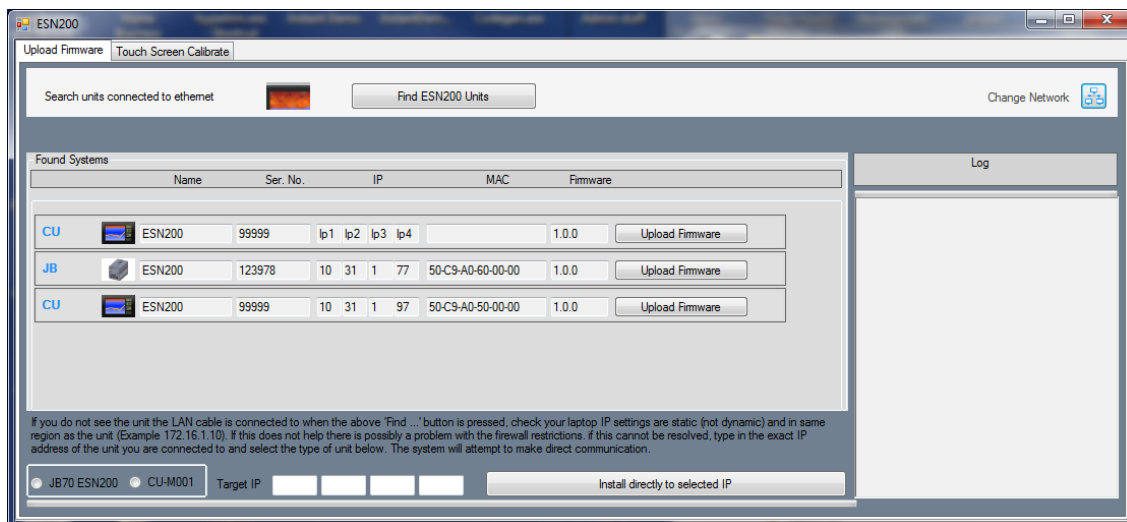 ESN200
Upload Firmware Touch Screen Calibrate
Search units connected to ethernet Find ESN200 Units Change Network
Found Systems Log
Name Ser. No. IP MAC Firmware
CU ESN200 99999 Ip1 Ip2 Ip3 Ip4 1.0.0 Upload Firmware
JB ESN200 123978 10 31 1 77 50-C9-A0-60-00-00 1.0.0 Upload Firmware
CU ESN200 99999 10 31 1 97 50-C9-A0-50-00-00 1.0.0 Upload Firmware
If you do not see the unit the LAN cable is connected to when the above 'Find ...' button is pressed, check your laptop IP settings are static (not dynamic) and in same
region as the unit (Example 172.16.1.10). If this does not help there is possibly a problem with the firewall restrictions. if this cannot be resolved, type in the exact IP
address of the unit you are connected to and select the type of unit below. The system will attempt to make direct communication.
JB70 ESN200 CU-M001 Target IP Install directly to selected IP